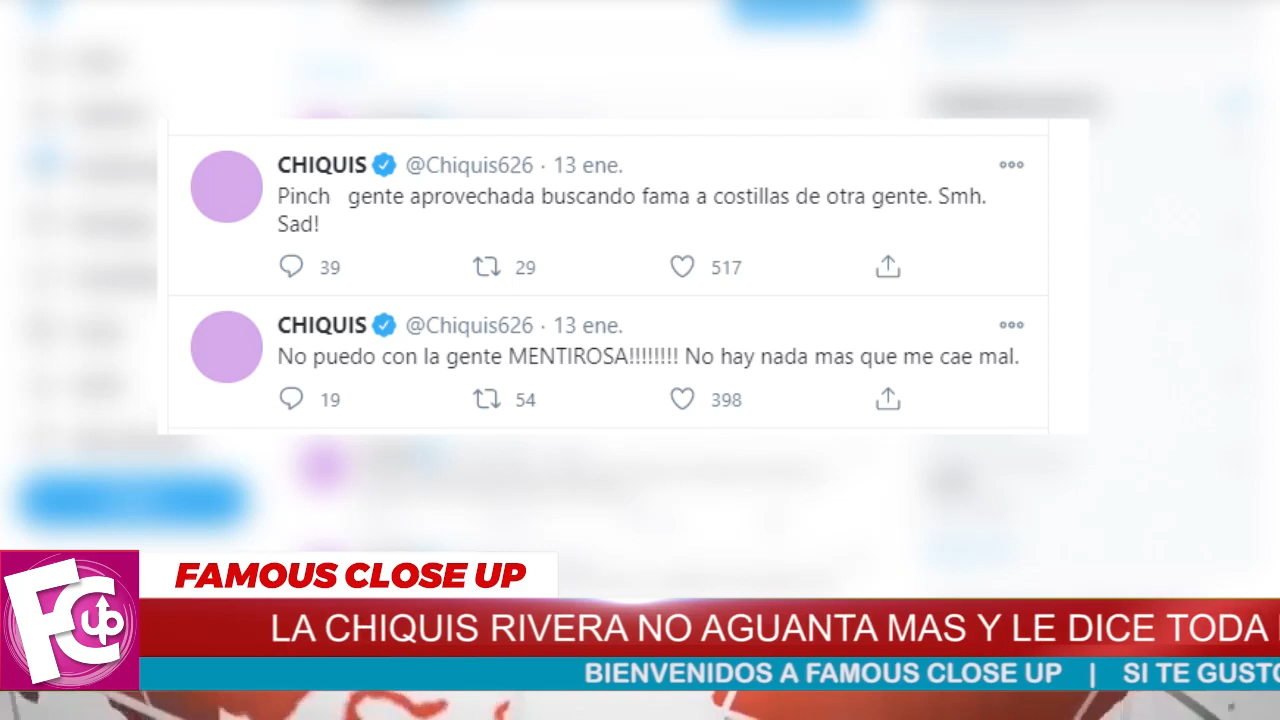 CHIQUIS @Chiquis626 · 13 ene.
Pinch gente aprovechada buscando fama a costillas de otra gente. Smh.
Sad!
39 29 517
CHIQUIS @Chiquis626 · 13 ene.
No puedo con la gente MENTIROSA!!!!!!!! No hay nada mas que me cae mal.
19 54 398
FAMOUS CLOSE UP
FC up
LA CHIQUIS RIVERA NO AGUANTA MAS Y LE DICE TODA
BIENVENIDOS A FAMOUS CLOSE UP | SI TE GUSTO